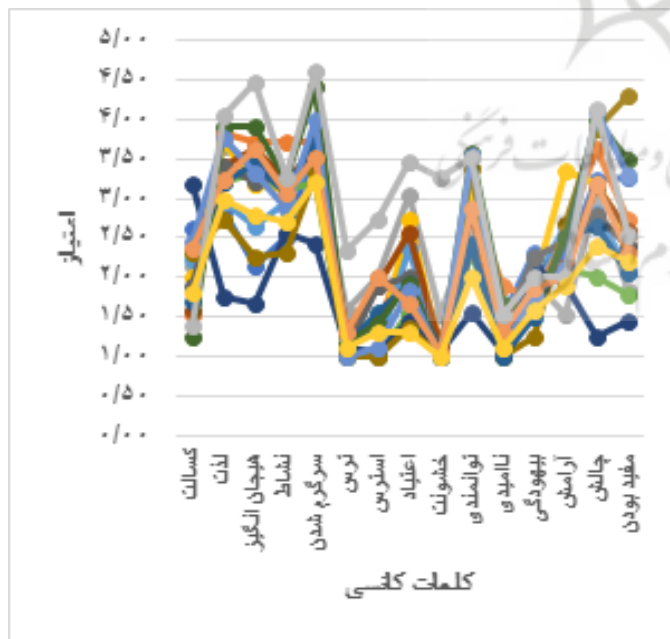 ۵/۰۰
۴/۵۰
۴/۰۰
۳/۵۰
۳/۰۰
۲/۵۰
۲/۰۰
۱/۵۰
۱/۰۰
۰/۵۰
۰/۰۰
امتیاز
کسالت
لذت
هیجان انگیز
نشاط
سرگرم شدن
ترس
استرس
اعتیاد
خشونت
توانمندی
ناامیدی
بیهودگی
آرامش
چالش
مفید بودن
کلمات کانسی